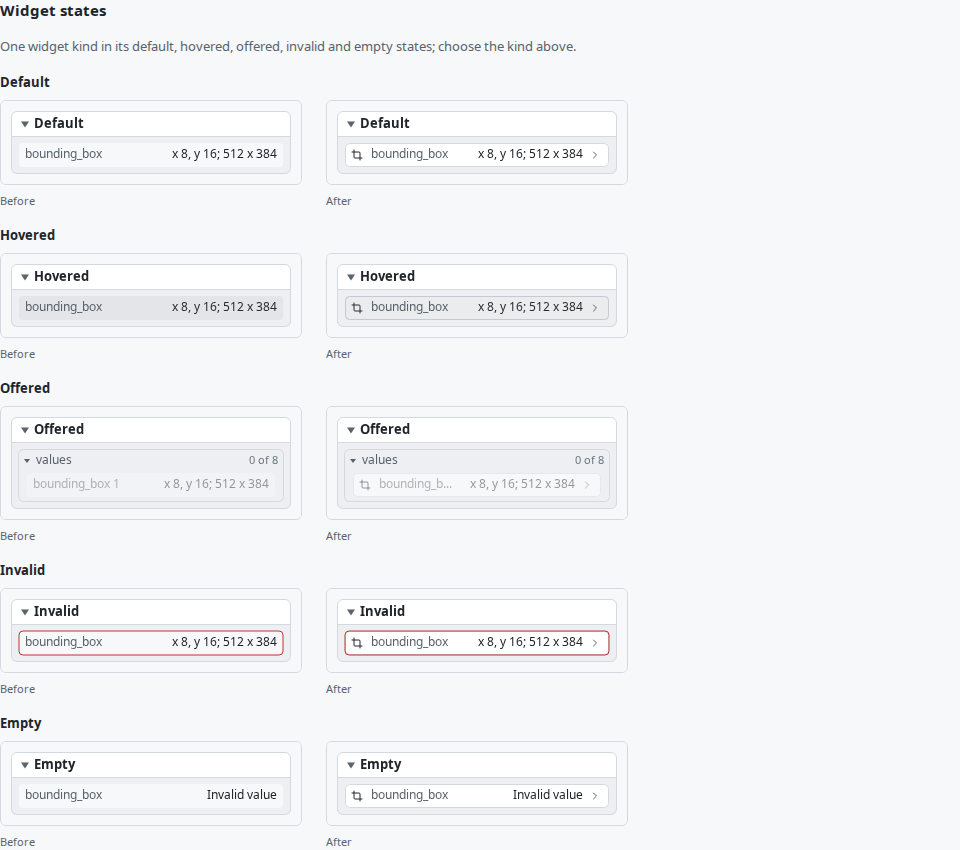 Widget states
One widget kind in its default, hovered, offered, invalid and empty states; choose the kind above.
Default
Default
bounding_box x 8, y 16; 512 x 384
Before
Default
bounding_box x 8, y 16; 512 x 384
After
Hovered
Hovered
bounding_box x 8, y 16; 512 x 384
Before
Hovered
bounding_box x 8, y 16; 512 x 384
After
Offered
Offered
values 0 of 8
bounding_box 1 x 8, y 16; 512 x 384
Before
Offered
values 0 of 8
bounding_b... x 8, y 16; 512 x 384
After
Invalid
Invalid
bounding_box x 8, y 16; 512 x 384
Before
Invalid
bounding_box x 8, y 16; 512 x 384
After
Empty
Empty
bounding_box Invalid value
Before
Empty
bounding_box Invalid value
After